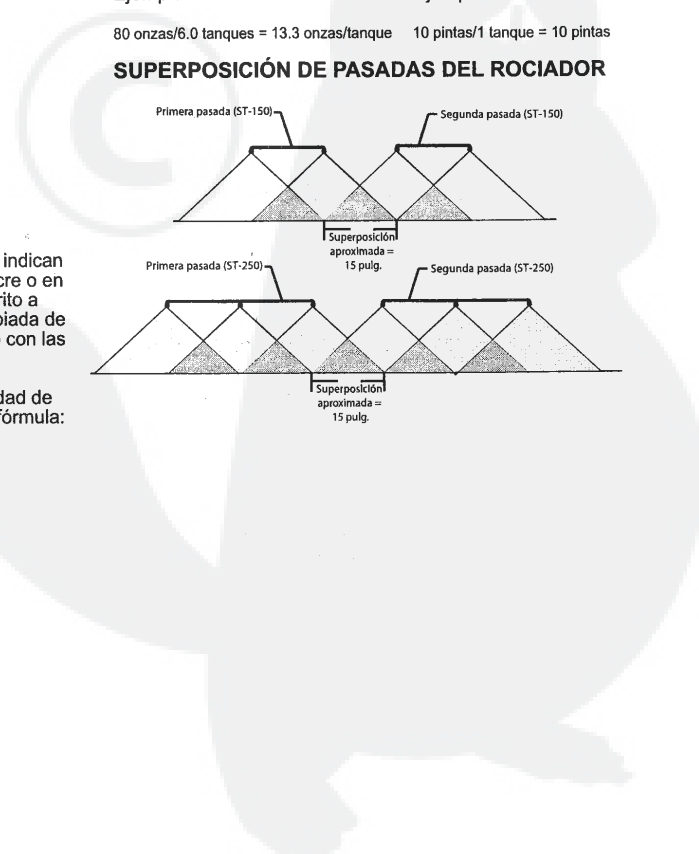 80 onzas/6.0 tanques = 13.3 onzas/tanque 10 pintas/1 tanque = 10 pintas
SUPERPOSICIÓN DE PASADAS DEL ROCIADOR
Primera pasada (ST-150)
Segunda pasada (ST-150)
Superposición
aproximada =
15 pulg.
Primera pasada (ST-250)
Segunda pasada (ST-250)
Superposición
aproximada =
15 pulg.
indican
cre o en
rito a
piada de
con las
dad de
fórmula:
©